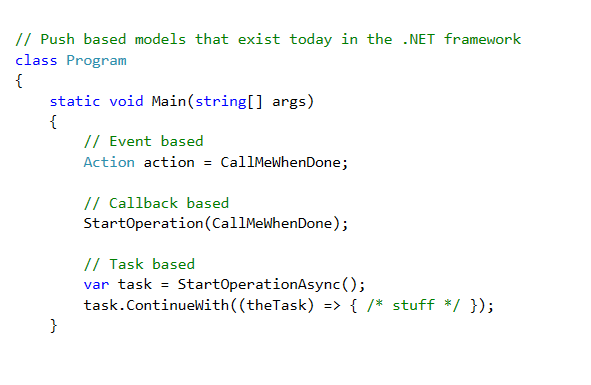 // Push based models that exist today in the .NET framework
class Program
{
    static void Main(string[] args)
    {
        // Event based
        Action action = CallMeWhenDone;

        // Callback based
        StartOperation(CallMeWhenDone);

        // Task based
        var task = StartOperationAsync();
        task.ContinueWith((theTask) => { /* stuff */ });
    }